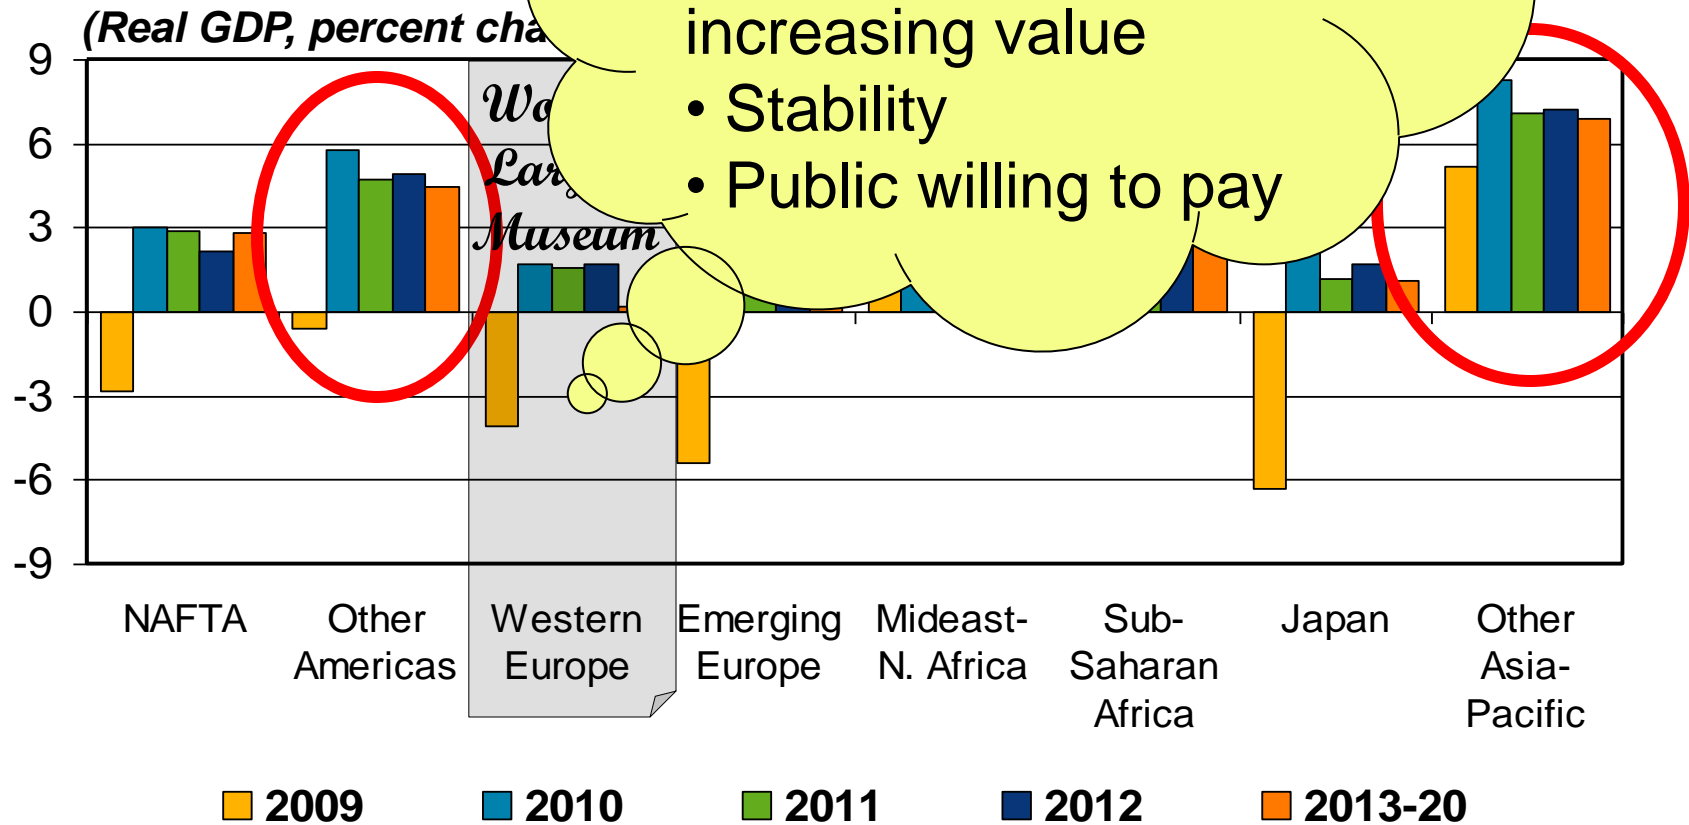 (Real GDP, percent
increasing value
• Stability
• Public willing to pay
Museum
9
6
3
0
-3
-6
-9
NAFTA
Other
Americas
Western
Europe
Emerging
Europe
Mideast-
N. Africa
Sub-
Saharan
Africa
Japan
Other
Asia-
Pacific
2009 2010 2011 2012 2013-20